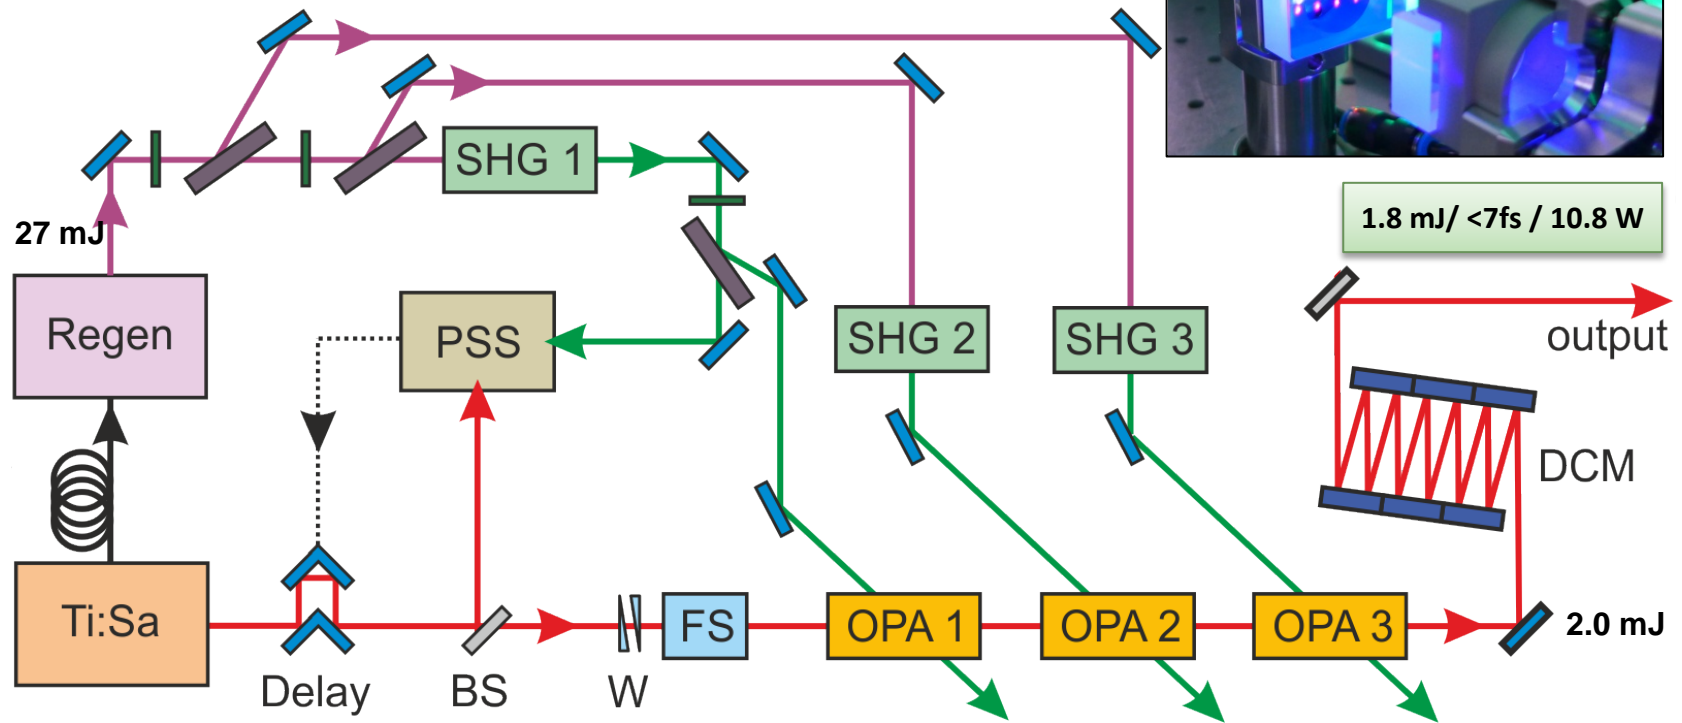 SHG 1
27 mJ
1.8 mJ/ <7fs / 10.8 W
Regen
PSS
SHG 2
SHG 3
output
DCM
Ti:Sa
FS
OPA 1
OPA 2
OPA 3
2.0 mJ
Delay
BS
W